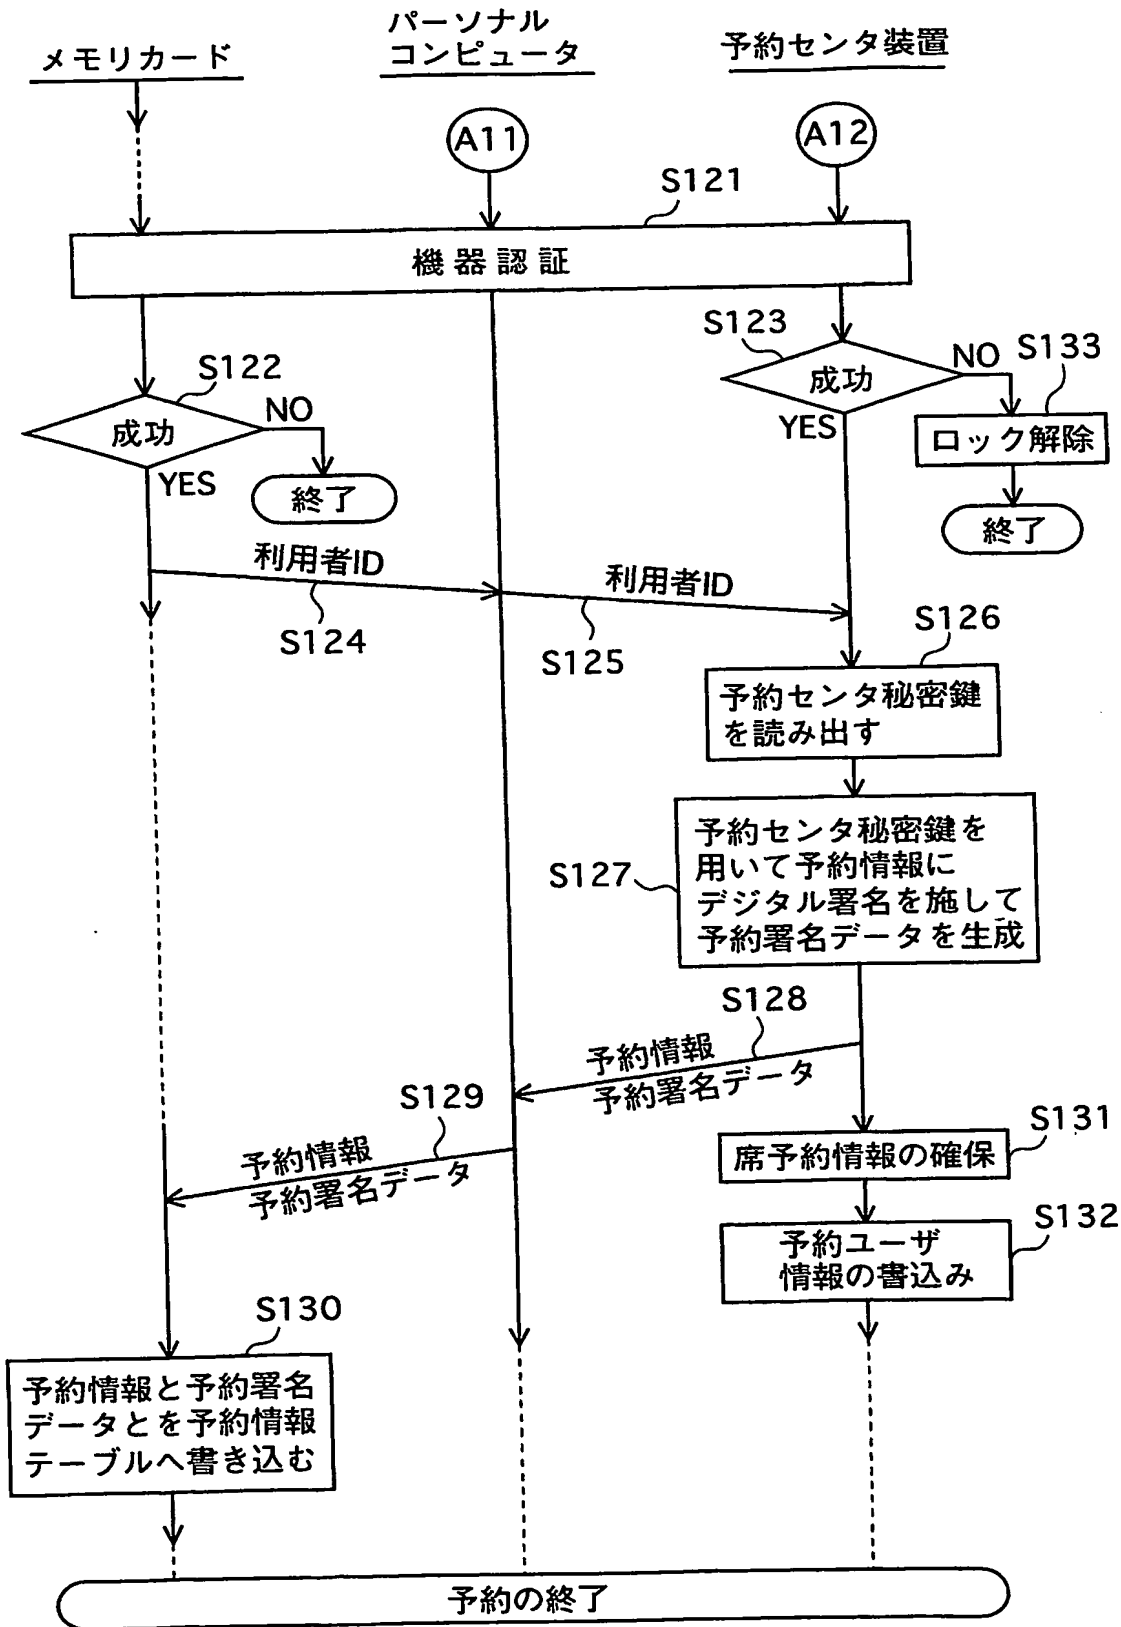 メモリカード
パーソナル
コンピュータ
予約センタ装置
A11
A12
S121
機器認証
S123
NO
S133
成功
YES
ロック解除
終了
S122
NO
成功
YES
終了
利用者ID
S124
利用者ID
S125
S126
予約センタ秘密鍵
を読み出す
S127
予約センタ秘密鍵を
用いて予約情報に
デジタル署名を施して
予約署名データを生成
S128
予約情報
予約署名データ
S129
予約情報
予約署名データ
S131
席予約情報の確保
S132
予約ユーザ
情報の書込み
S130
予約情報と予約署名
データとを予約情報
テーブルへ書き込む
予約の終了